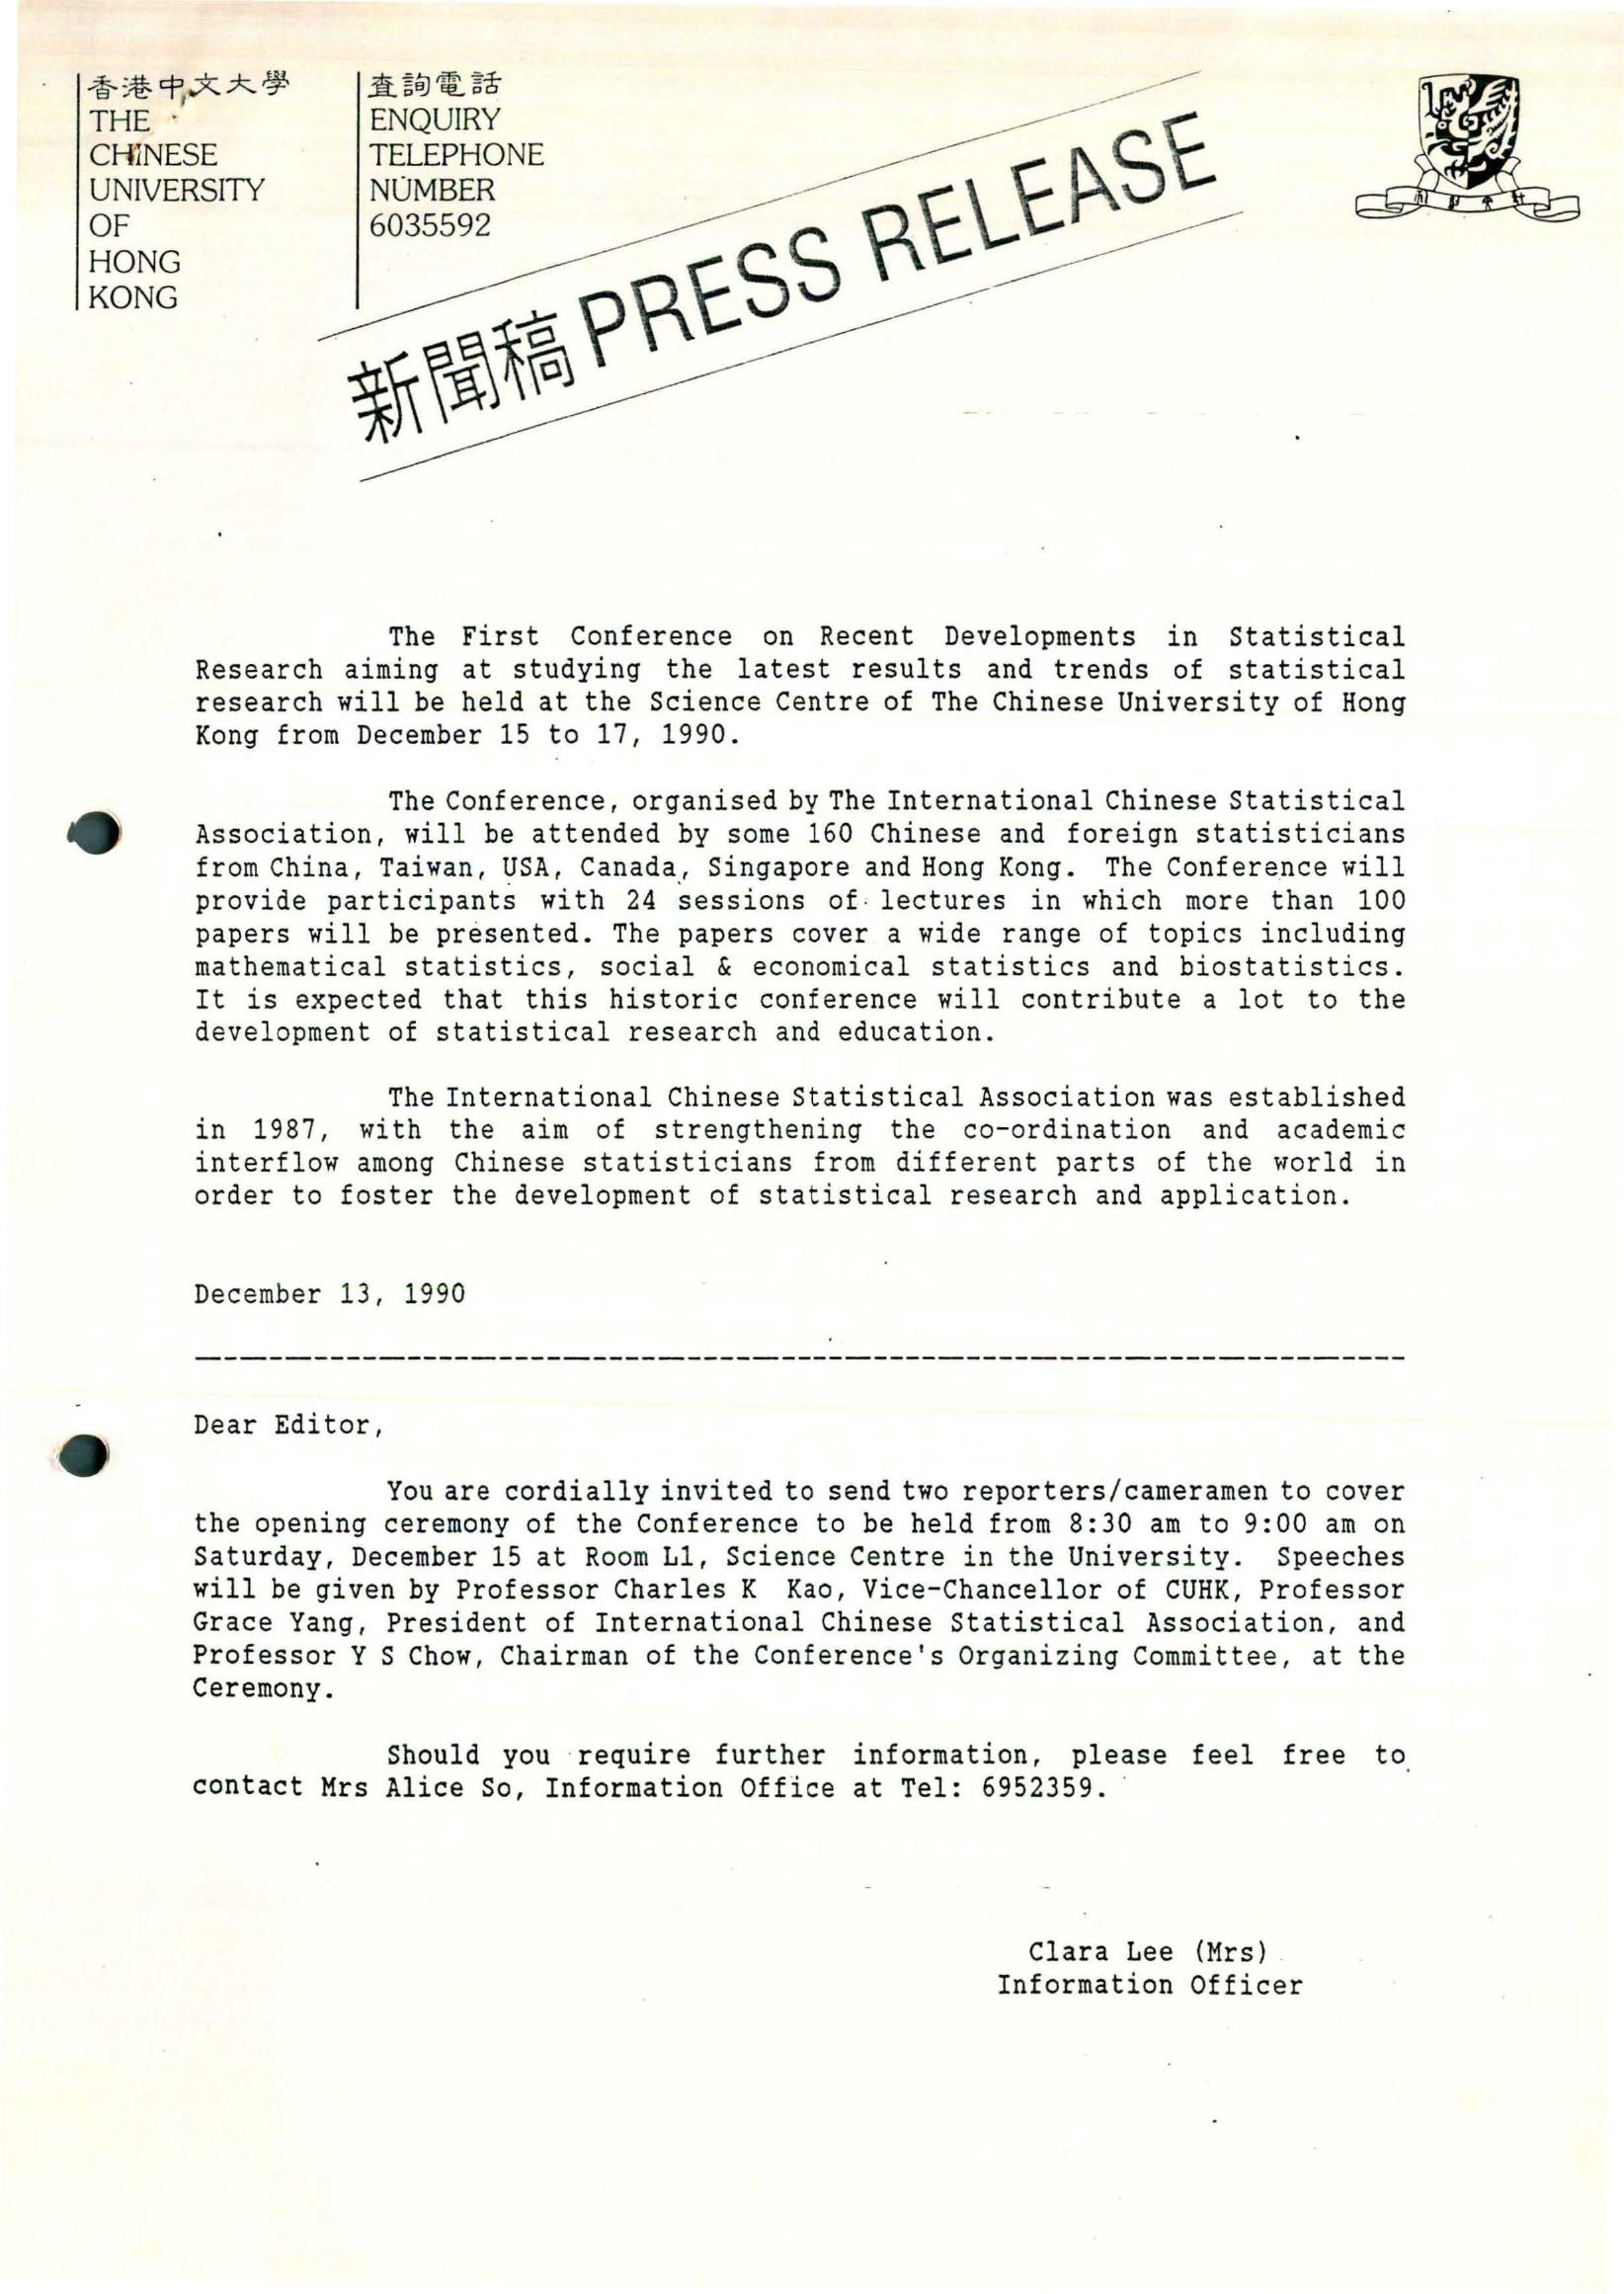 香港中文大學
THE
CHINESE
UNIVERSITY
OF
HONG
KONG
查詢電話
ENQUIRY
TELEPHONE
NUMBER
6035592
新聞稿 PRESS RELEASE
The First Conference on Recent Developments in Statistical
Research aiming at studying the latest results and trends of statistical
research will be held at the Science Centre of The Chinese University of Hong
Kong from December 15 to 17, 1990.
The Conference, organised by The International Chinese Statistical
Association, will be attended by some 160 Chinese and foreign statisticians
from China, Taiwan, USA, Canada, Singapore and Hong Kong. The Conference will
provide participants with 24 sessions of lectures in which more than 100
papers will be presented. The papers cover a wide range of topics including
mathematical statistics, social & economical statistics and biostatistics.
It is expected that this historic conference will contribute a lot to the
development of statistical research and education.
The International Chinese Statistical Association was established
in 1987, with the aim of strengthening the co-ordination and academic
interflow among Chinese statisticians from different parts of the world in
order to foster the development of statistical research and application.
December 13, 1990
Dear Editor,
You are cordially invited to send two reporters/cameramen to cover
the opening ceremony of the Conference to be held from 8:30 am to 9:00 am on
Saturday, December 15 at Room L1, Science Centre in the University. Speeches
will be given by Professor Charles K Kao, Vice-Chancellor of CUHK, Professor
Grace Yang, President of International Chinese Statistical Association, and
Professor Y S Chow, Chairman of the Conference's Organizing Committee, at the
Ceremony.
Should you require further information, please feel free to
contact Mrs Alice So, Information Office at Tel: 6952359.
Clara Lee (Mrs)
Information Officer